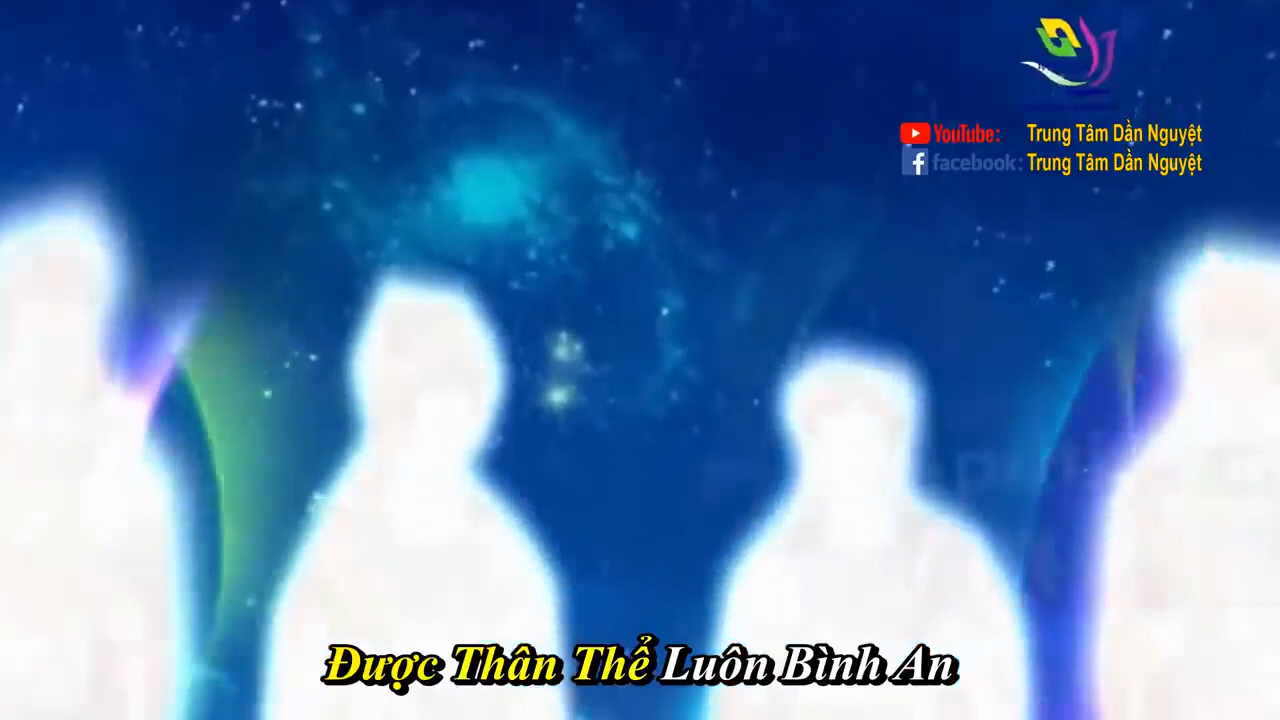 YouTube: Trung Tâm Dần Nguyệt
facebook: Trung Tâm Dần Nguyệt
Được Thân Thể Luôn Bình An